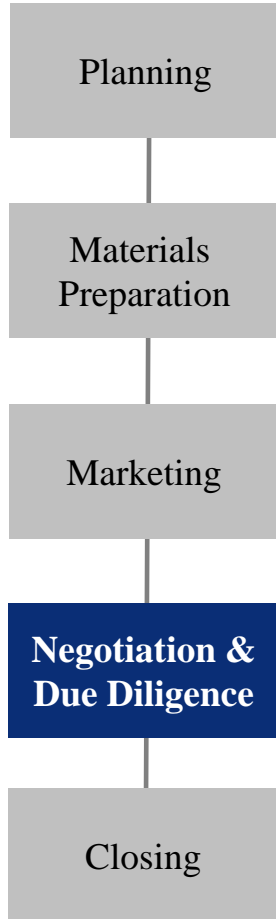 Planning
Materials
Preparation
Marketing
Negotiation &
Due Diligence
Closing